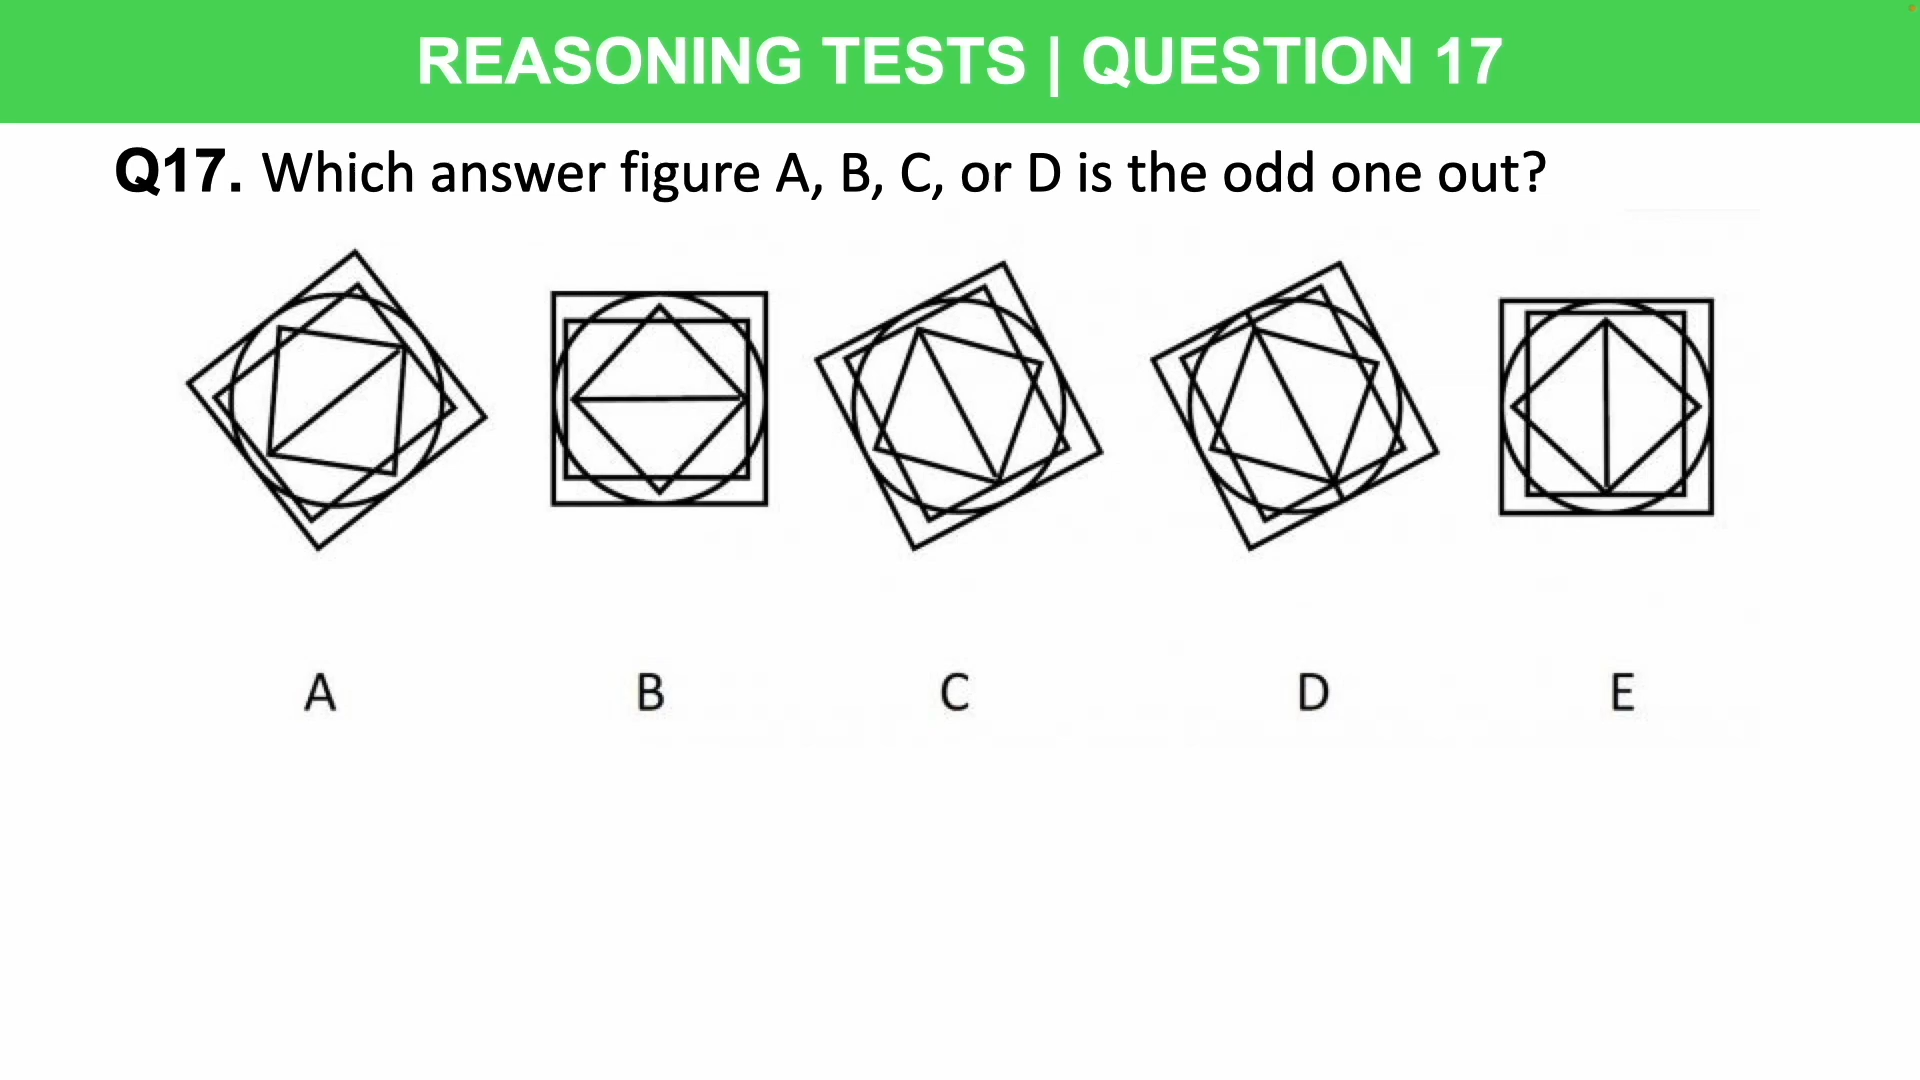 REASONING TESTS | QUESTION 17
Q17. Which answer figure A, B, C, or D is the odd one out?
A B C D E